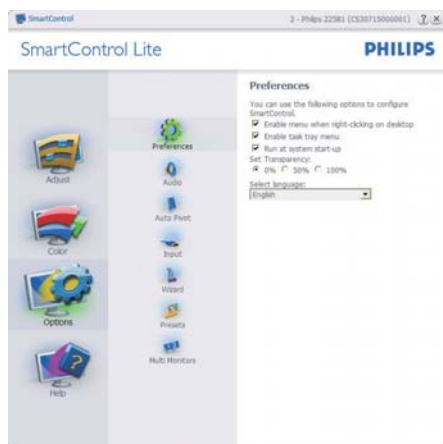 SmartControl
2 - Philips 225B1 (CS30715000001)
SmartControl Lite
PHILIPS
Adjust
Color
Options
Help
Preferences
Audio
Auto Pivot
Input
Wizard
Presets
Multi Monitors
Preferences
You can use the following options to configure
SmartControl.
Enable menu when right-clicking on desktop
Enable task tray menu
Run at system start-up
Set Transparency:
0% 50% 100%
Select language:
English